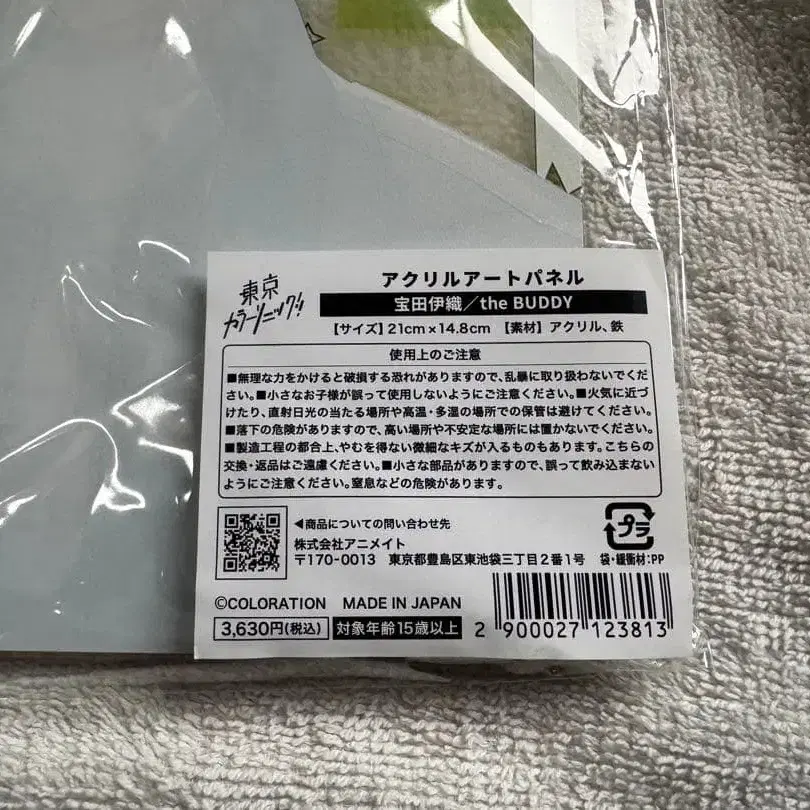 東京
カラーソニック!!
アクリルアートパネル
宝田伊織/the BUDDY
【サイズ】21cm×14.8cm 【素材】アクリル、鉄
使用上のご注意
■無理な力をかけると破損する恐れがありますので、乱暴に取り扱わないでくだ
さい。■小さなお子様が誤って使用しないようにご注意ください。■火気に近づ
けたり、直射日光の当たる場所や高温・多湿の場所での保管は避けてください。
■落下の危険がありますので、高い場所や不安定な場所には置かないでください。
■製造工程の都合上、やむを得ない微細なキズが入るものもあります。こちらの
交換・返品はご遠慮ください。■小さな部品がありますので、誤って飲み込まない
ようにご注意ください。窒息などの危険があります。
◀商品についての問い合わせ先
株式会社アニメイト
〒170-0013 東京都豊島区東池袋三丁目2番1号
プラ
袋・緩衝材:PP
©COLORATION MADE IN JAPAN
3,630円(税込) 対象年齢15歳以上
2 900027 123813